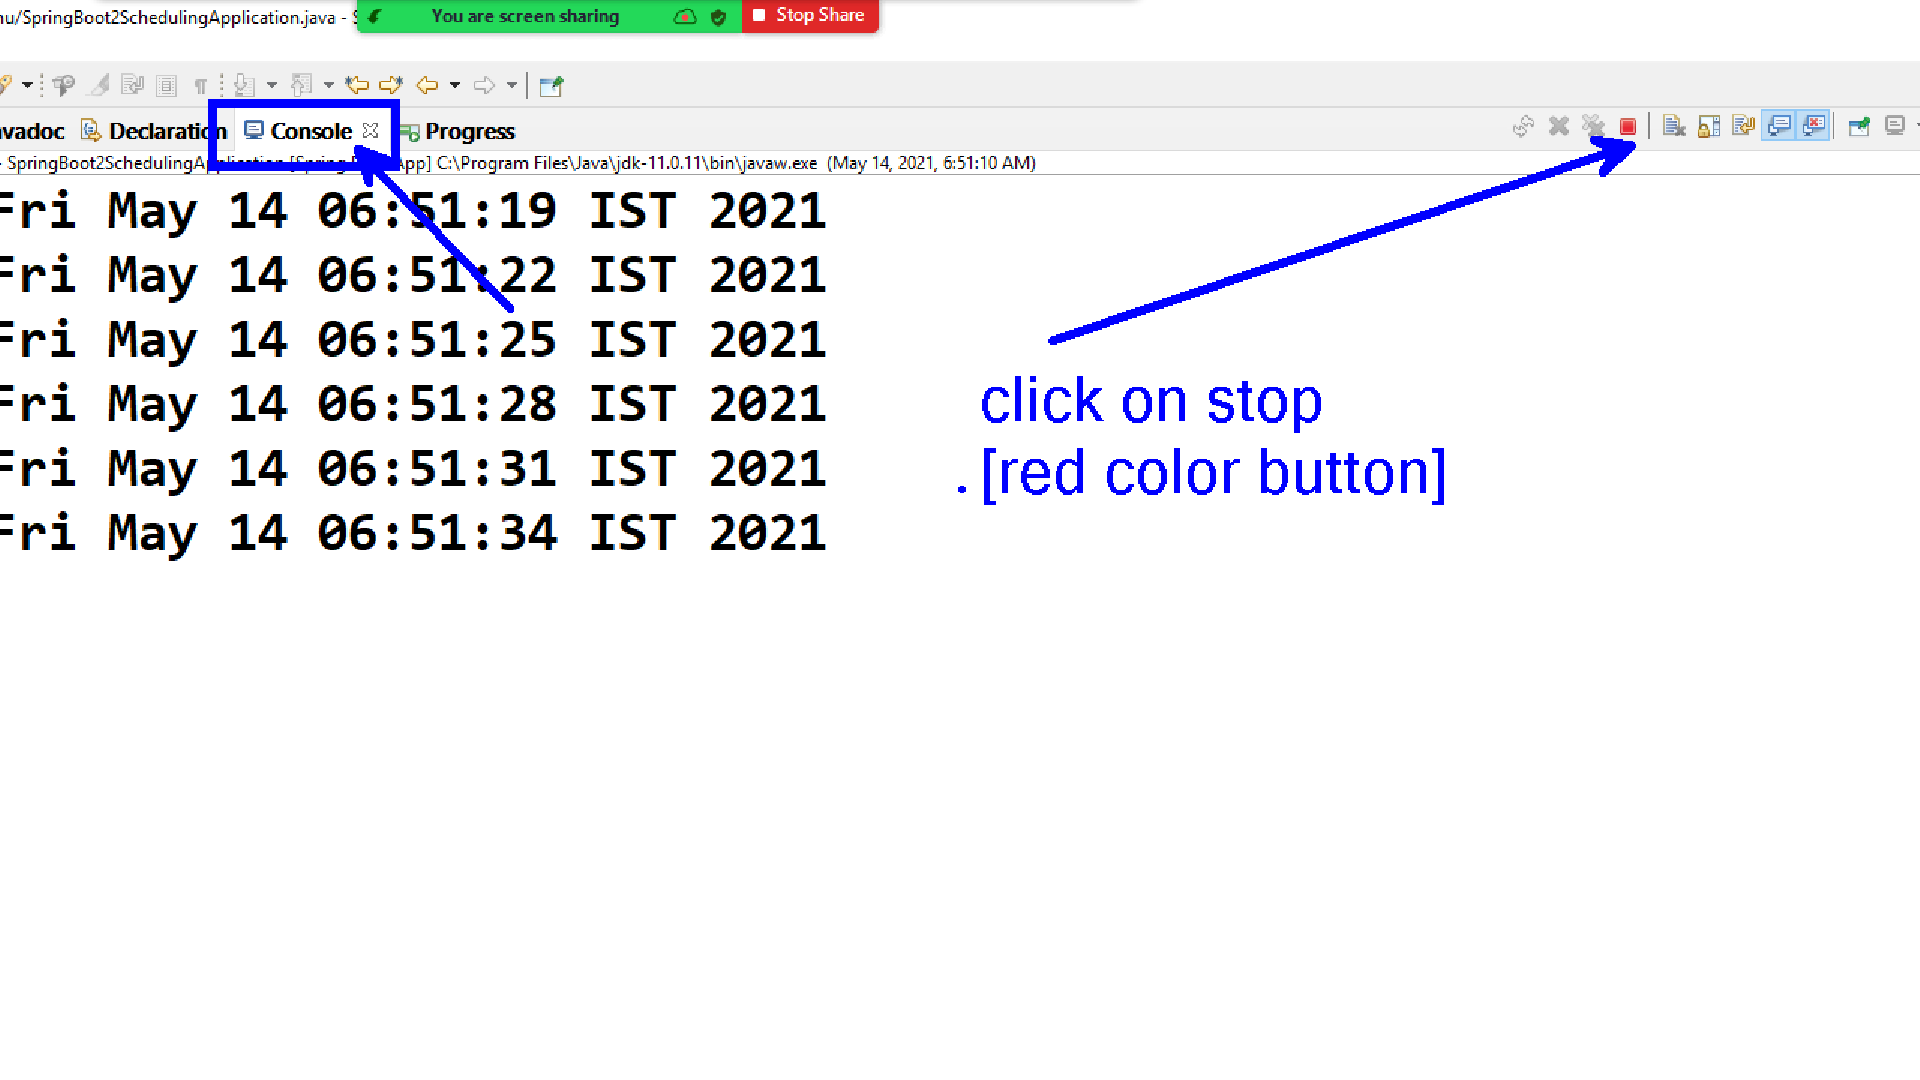 nu/SpringBoot2SchedulingApplication.java - S
You are screen sharing
Stop Share
avadoc
Declaration
Console
Progress
SpringBoot2SchedulingApplication [Spring App] C:\Program Files\Java\jdk-11.0.11\bin\javaw.exe (May 14, 2021, 6:51:10 AM)
Fri May 14 06:51:19 IST 2021
Fri May 14 06:51:22 IST 2021
Fri May 14 06:51:25 IST 2021
Fri May 14 06:51:28 IST 2021
Fri May 14 06:51:31 IST 2021
Fri May 14 06:51:34 IST 2021
click on stop
.[red color button]